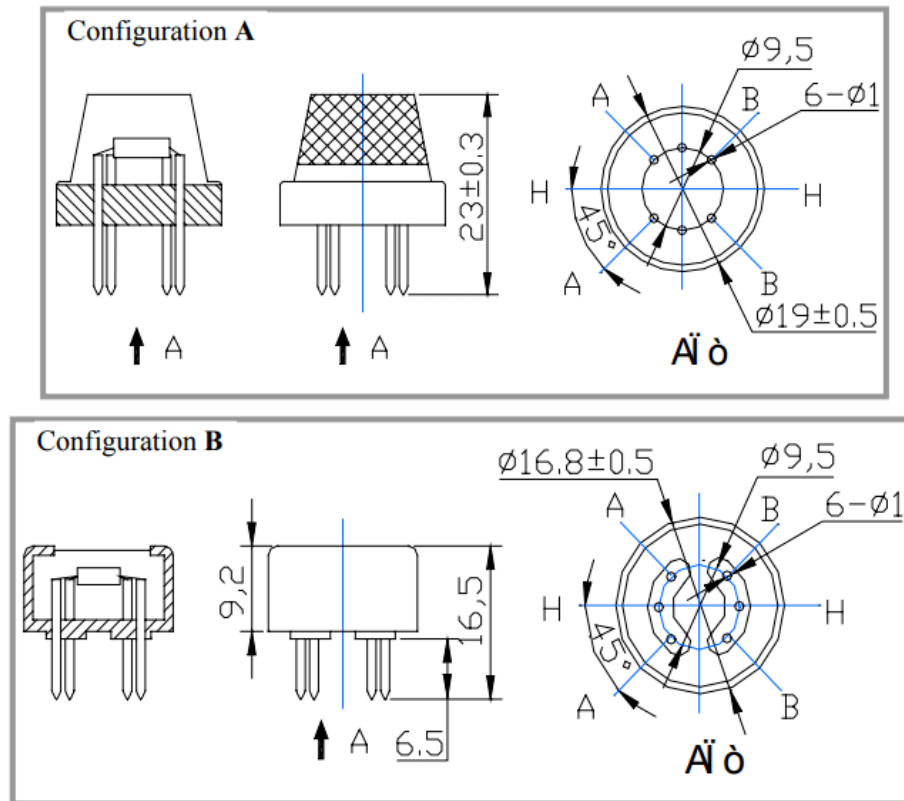 Configuration A
Ø9,5
6-Ø1
A
B
H
H
23±0.3
45°
A
B
Ø19±0.5
A
A
AÏ ò
Configuration B
Ø16.8±0.5
Ø9,5
6-Ø1
A
B
9,2
16,5
H
H
45°
A
B
A
6.5
AÏ ò